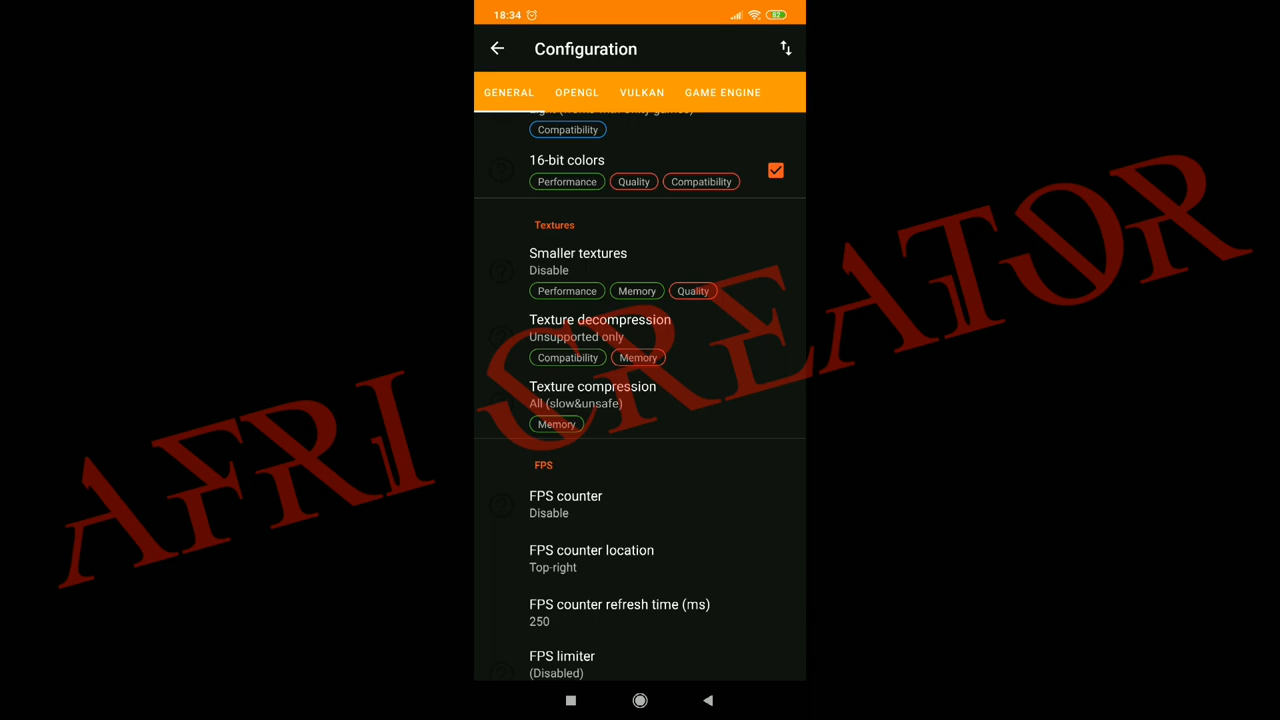 18:34
92
Configuration
GENERAL OPENGL VULKAN GAME ENGINE
Compatibility
16-bit colors
Performance Quality Compatibility
Textures
Smaller textures
Disable
Performance Memory Quality
Texture decompression
Unsupported only
Compatibility Memory
Texture compression
All (slow&unsafe)
Memory
FPS
FPS counter
Disable
FPS counter location
Top-right
FPS counter refresh time (ms)
250
FPS limiter
(Disabled)
AFRI CREATOR